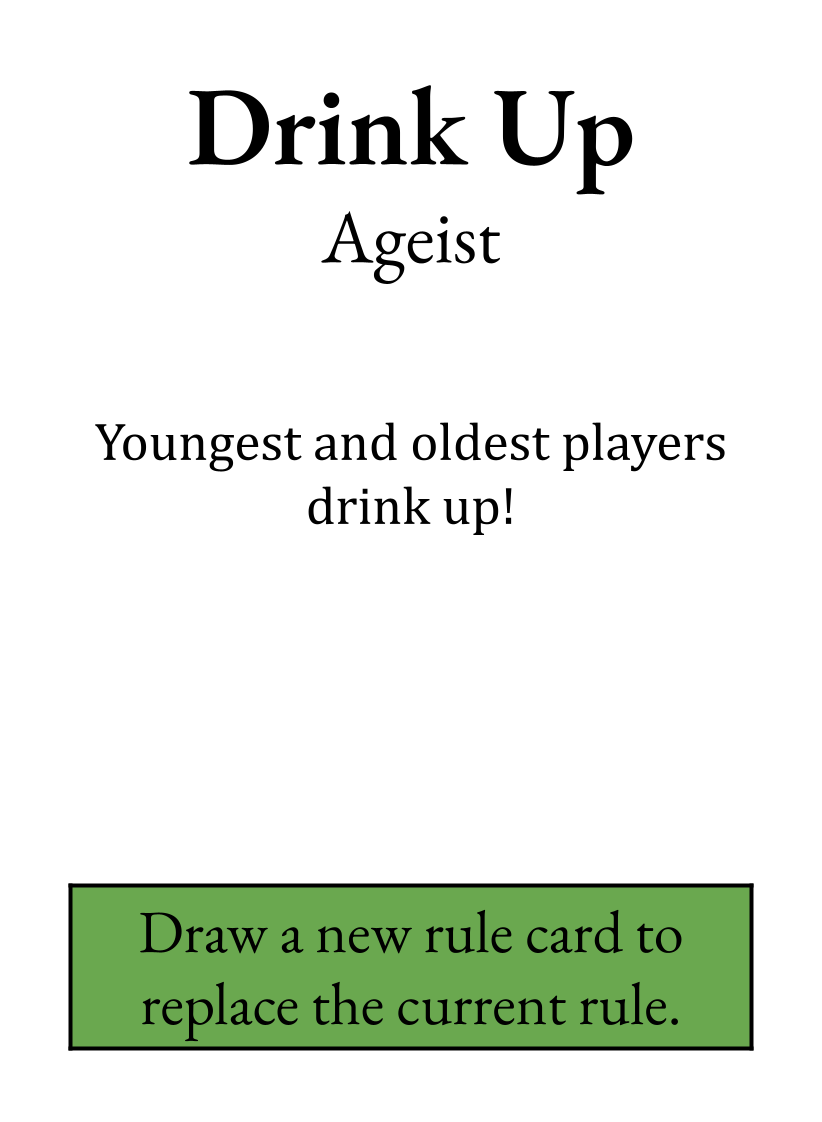 Drink Up
Ageist
Youngest and oldest players
drink up!
Draw a new rule card to
replace the current rule.